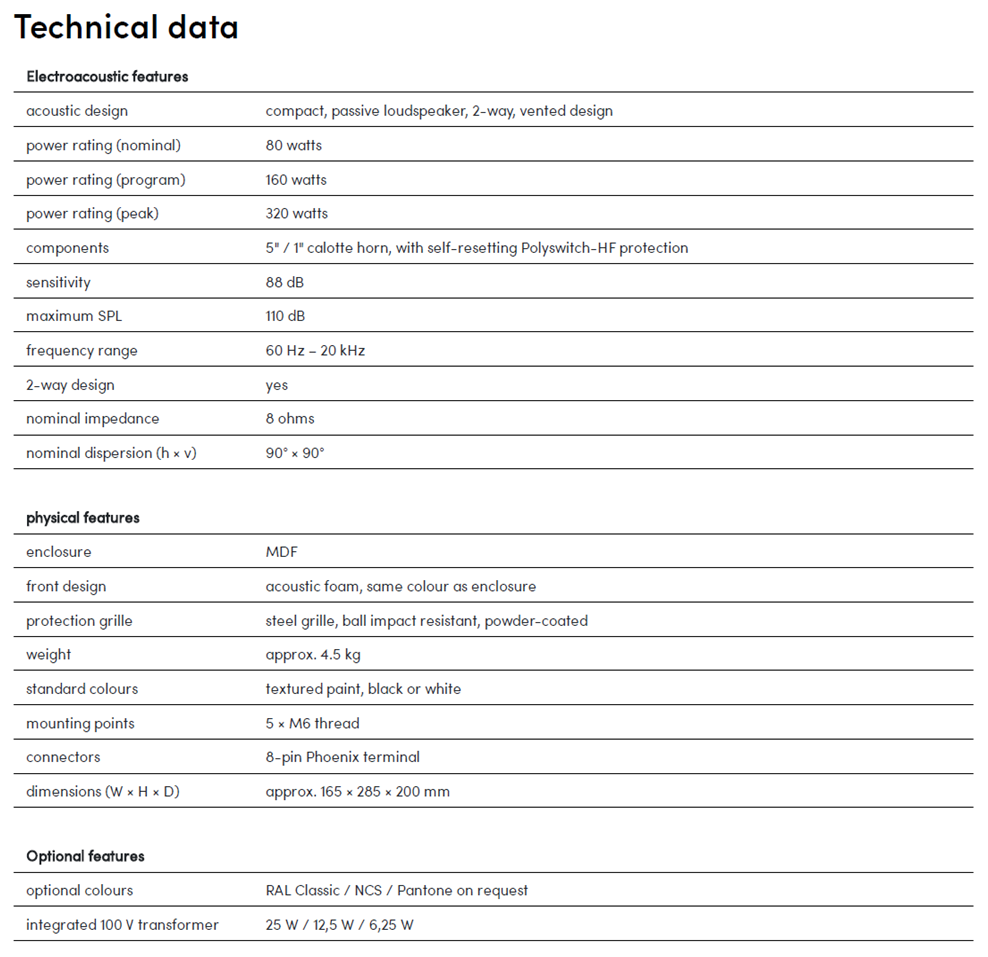 Technical data
Electroacoustic features
acoustic design compact, passive loudspeaker, 2-way, vented design
power rating (nominal) 80 watts
power rating (program) 160 watts
power rating (peak) 320 watts
components 5" / 1" calotte horn, with self-resetting Polyswitch-HF protection
sensitivity 88 dB
maximum SPL 110 dB
frequency range 60 Hz – 20 kHz
2-way design yes
nominal impedance 8 ohms
nominal dispersion (h × v) 90° × 90°
physical features
enclosure MDF
front design acoustic foam, same colour as enclosure
protection grille steel grille, ball impact resistant, powder-coated
weight approx. 4.5 kg
standard colours textured paint, black or white
mounting points 5 × M6 thread
connectors 8-pin Phoenix terminal
dimensions (W × H × D) approx. 165 × 285 × 200 mm
Optional features
optional colours RAL Classic / NCS / Pantone on request
integrated 100 V transformer 25 W / 12,5 W / 6,25 W